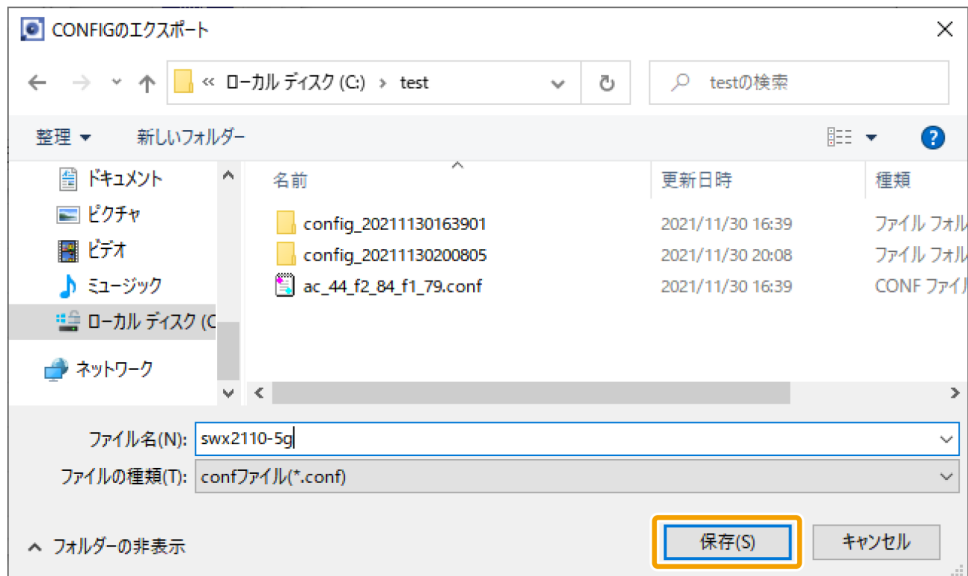 CONFIGのエクスポート
« ローカル ディスク (C:) › test
testの検索
整理
新しいフォルダー
?
ドキュメント
ピクチャ
ビデオ
ミュージック
ローカル ディスク (C
ネットワーク
名前 更新日時 種類
config_20211130163901 2021/11/30 16:39 ファイル フォル
config_20211130200805 2021/11/30 20:08 ファイル フォル
ac_44_f2_84_f1_79.conf 2021/11/30 16:39 CONF ファイル
ファイル名(N): swx2110-5g
ファイルの種類(T): confファイル(*.conf)
フォルダーの非表示
保存(S)
キャンセル